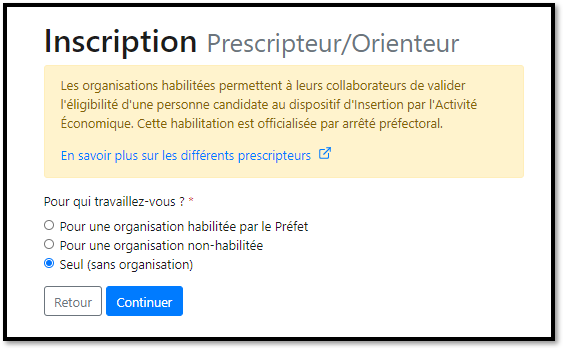 Inscription Prescripteur/Orienteur
Les organisations habilitées permettent à leurs collaborateurs de valider
l'éligibilité d'une personne candidate au dispositif d'Insertion par l'Activité
Économique. Cette habilitation est officialisée par arrêté préfectoral.
En savoir plus sur les différents prescripteurs
Pour qui travaillez-vous ? *
Pour une organisation habilitée par le Préfet
Pour une organisation non-habilitée
Seul (sans organisation)
Retour Continuer